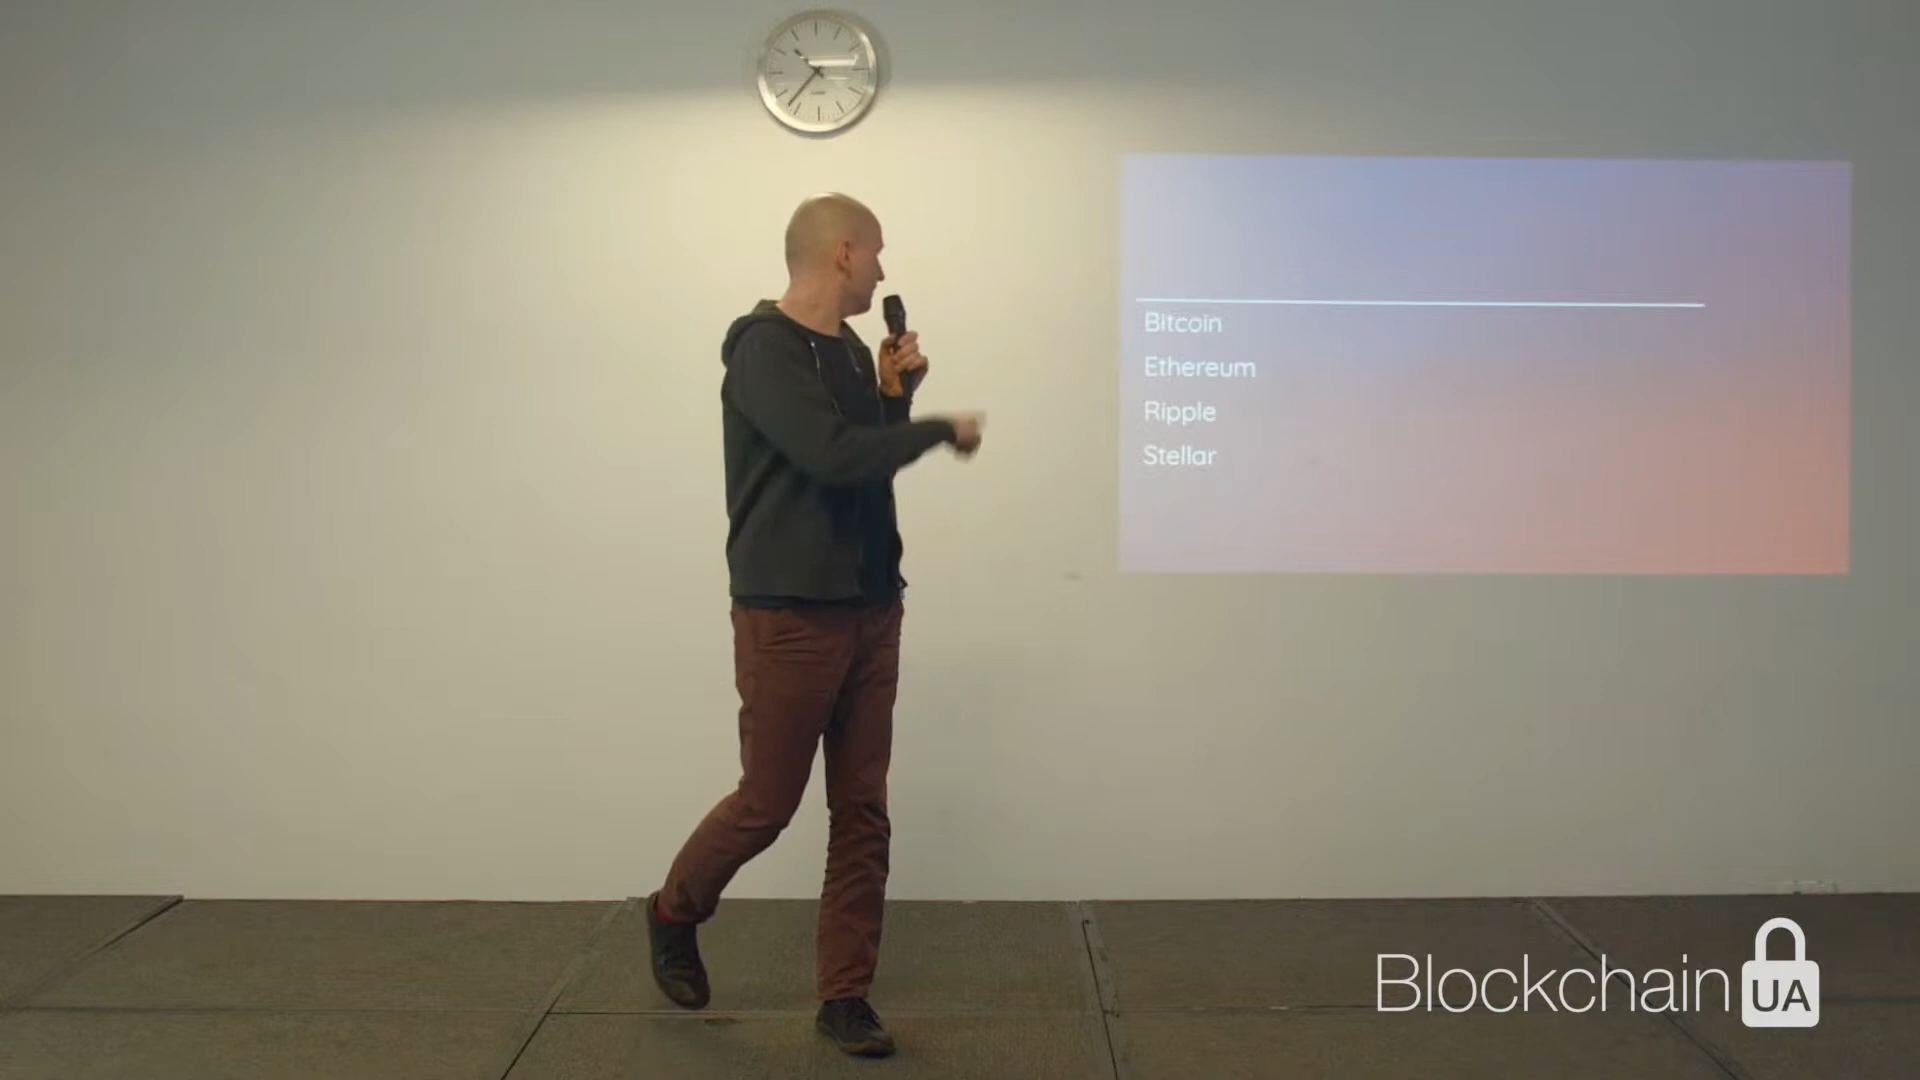 Bitcoin
Ethereum
Ripple
Stellar
Blockchain UA